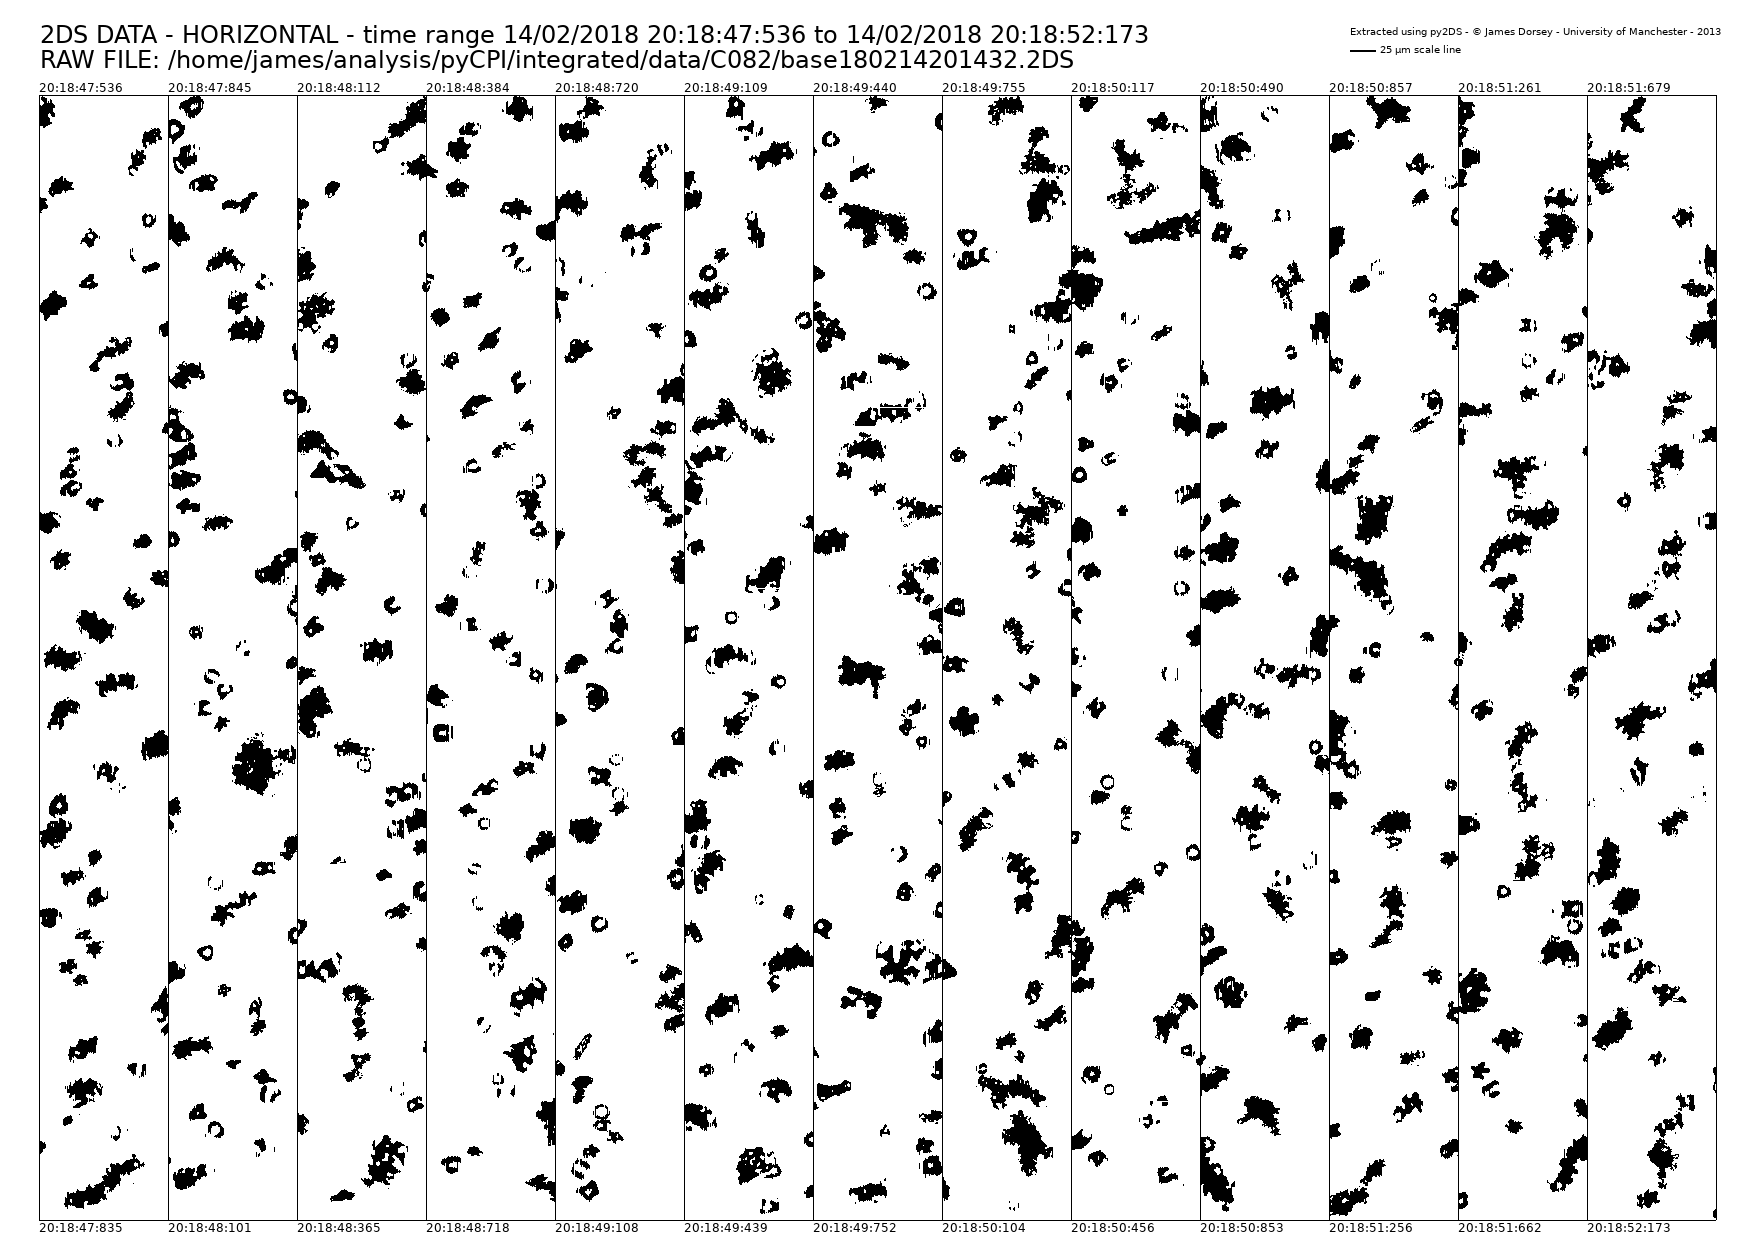 2DS DATA - HORIZONTAL - time range 14/02/2018 20:18:47:536 to 14/02/2018 20:18:52:173
RAW FILE: /home/james/analysis/pyCPI/integrated/data/C082/base180214201432.2DS
Extracted using py2DS - © James Dorsey - University of Manchester - 2013
25 µm scale line
20:18:47:536 20:18:47:845 20:18:48:112 20:18:48:384 20:18:48:720 20:18:49:109 20:18:49:440 20:18:49:755 20:18:50:117 20:18:50:490 20:18:50:857 20:18:51:261 20:18:51:679
20:18:47:835 20:18:48:101 20:18:48:365 20:18:48:718 20:18:49:108 20:18:49:439 20:18:49:752 20:18:50:104 20:18:50:456 20:18:50:853 20:18:51:256 20:18:51:662 20:18:52:173